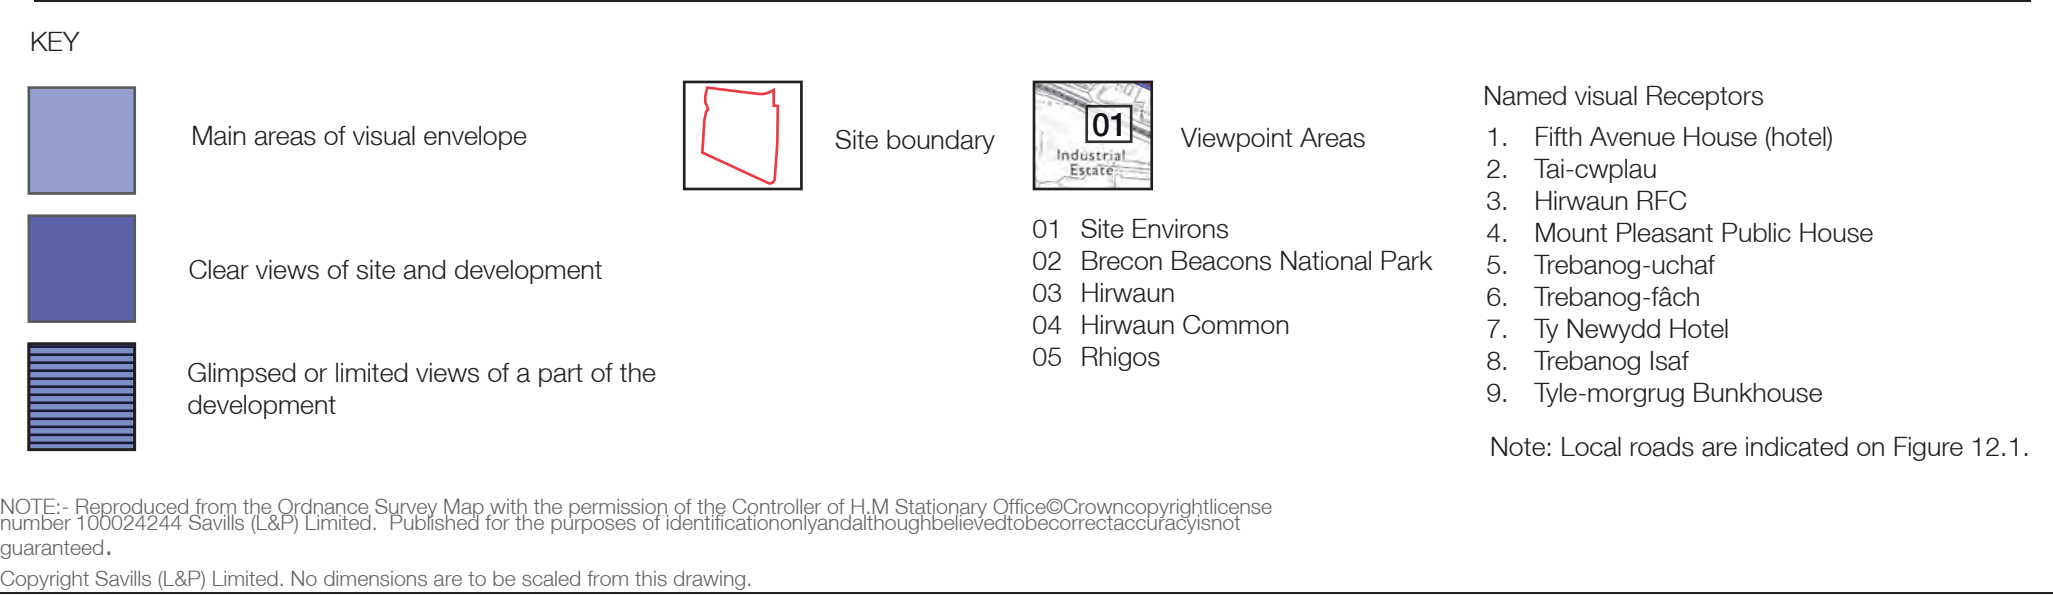 KEY
Main areas of visual envelope
Clear views of site and development
Glimpsed or limited views of a part of the
development
Site boundary
01
Industrial
Estate
Viewpoint Areas
01 Site Environs
02 Brecon Beacons National Park
03 Hirwaun
04 Hirwaun Common
05 Rhigos
Named visual Receptors
1. Fifth Avenue House (hotel)
2. Tai-cwplau
3. Hirwaun RFC
4. Mount Pleasant Public House
5. Trebanog-uchaf
6. Trebanog-fâch
7. Ty Newydd Hotel
8. Trebanog Isaf
9. Tyle-morgrug Bunkhouse
Note: Local roads are indicated on Figure 12.1.
NOTE:- Reproduced from the Ordnance Survey Map with the permission of the Controller of H.M Stationary Office©Crowncopyrightlicense
number 100024244 Savills (L&P) Limited. Published for the purposes of identificationonlyandalthoughbelievedtobecorrectaccuracyisnot
guaranteed.
Copyright Savills (L&P) Limited. No dimensions are to be scaled from this drawing.